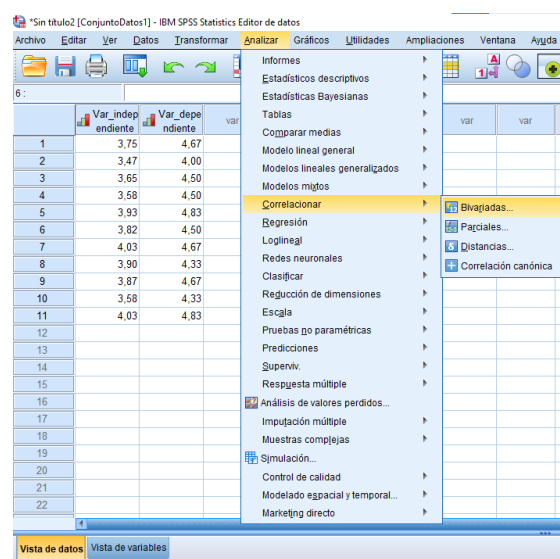 *Sin título2 [ConjuntoDatos1] - IBM SPSS Statistics Editor de datos
Archivo Editar Ver Datos Transformar Analizar Gráficos Utilidades Ampliaciones Ventana Ayuda
6 :
Var_independiente Var_dependiente var var var
1 3,75 4,67
2 3,47 4,00
3 3,65 4,50
4 3,58 4,50
5 3,93 4,83
6 3,82 4,50
7 4,03 4,67
8 3,90 4,33
9 3,87 4,67
10 3,58 4,33
11 4,03 4,83
12
13
14
15
16
17
18
19
20
21
22
Informes
Estadísticos descriptivos
Estadísticas Bayesianas
Tablas
Comparar medias
Modelo lineal general
Modelos lineales generalizados
Modelos mixtos
Correlacionar
Regresión
Loglineal
Redes neuronales
Clasificar
Reducción de dimensiones
Escala
Pruebas no paramétricas
Predicciones
Superviv.
Respuesta múltiple
Análisis de valores perdidos...
Imputación múltiple
Muestras complejas
Simulación...
Control de calidad
Modelado espacial y temporal...
Marketing directo
Bivariadas...
Parciales...
Distancias...
Correlación canónica
Vista de datos Vista de variables